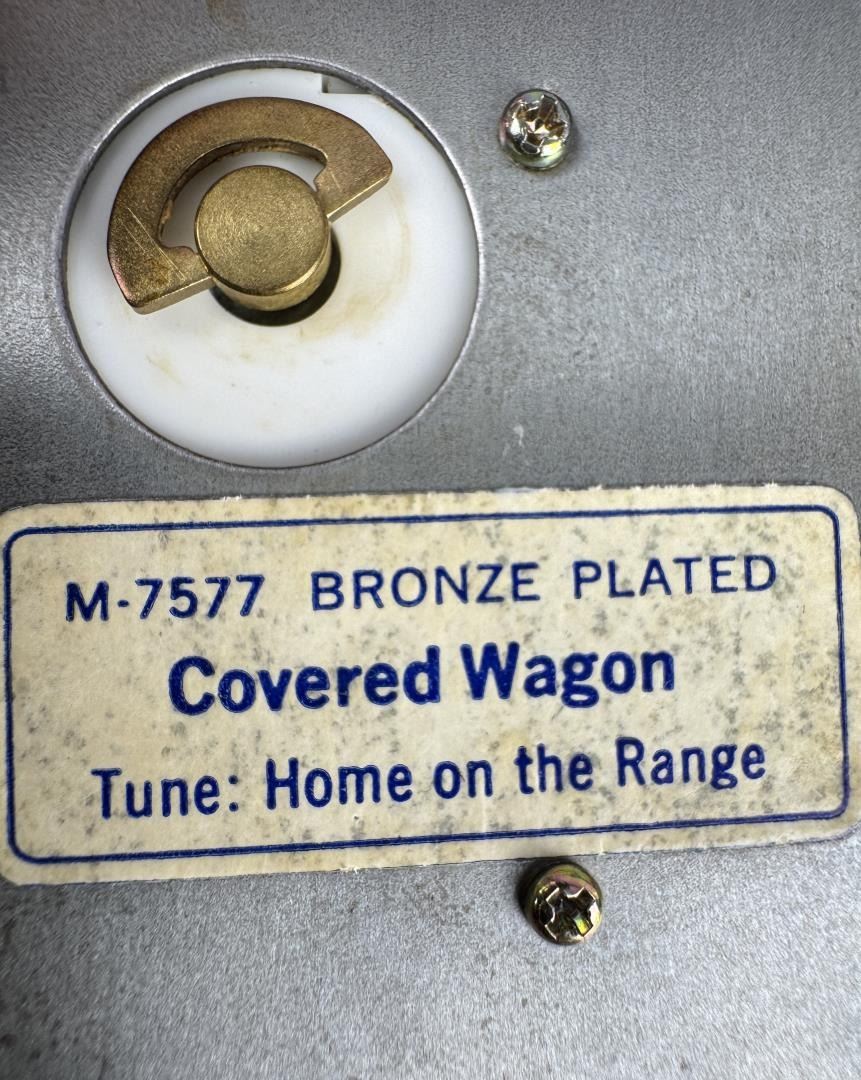 M-7577 BRONZE PLATED
Covered Wagon
Tune: Home on the Range